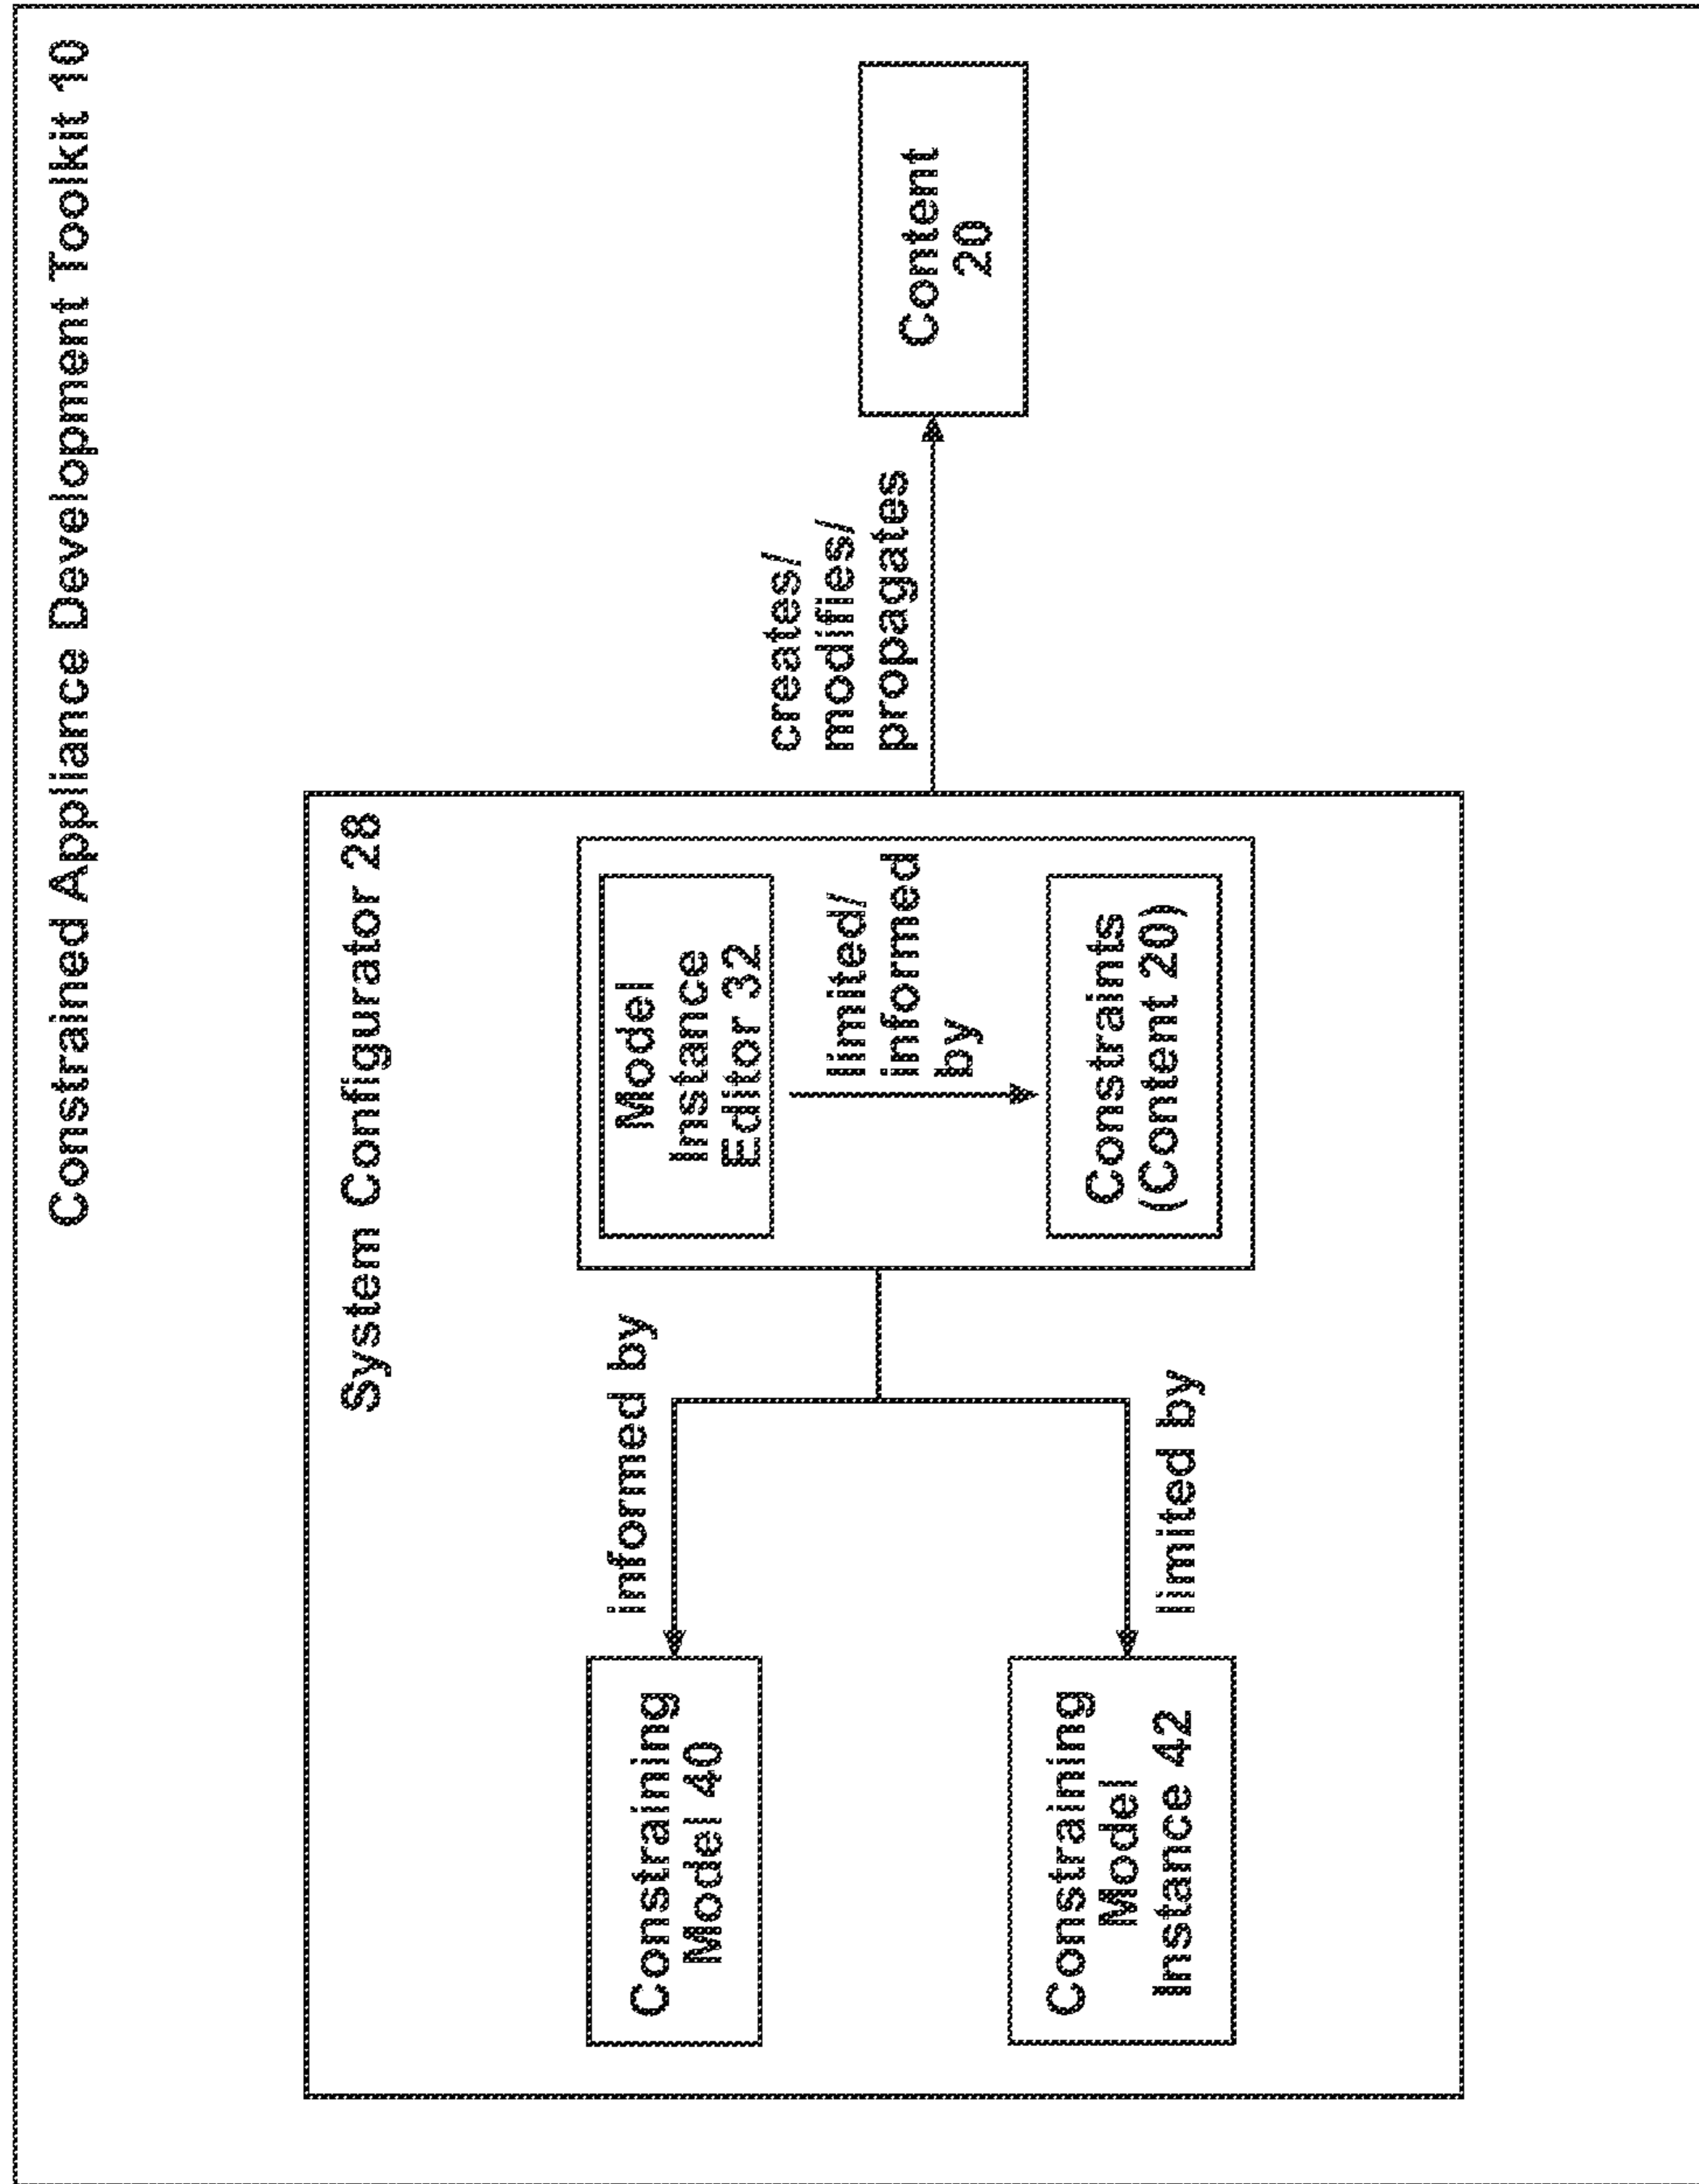 Constrained Appliance Development Toolkit 10
System Configurator 28
Constraining
Model 40
informed by
Model
Instance
Editor 32
limited/
informed
by
Constraints
(Content 20)
Constraining
Model
Instance 42
limited by
creates/
modifies/
propagates
Content
20